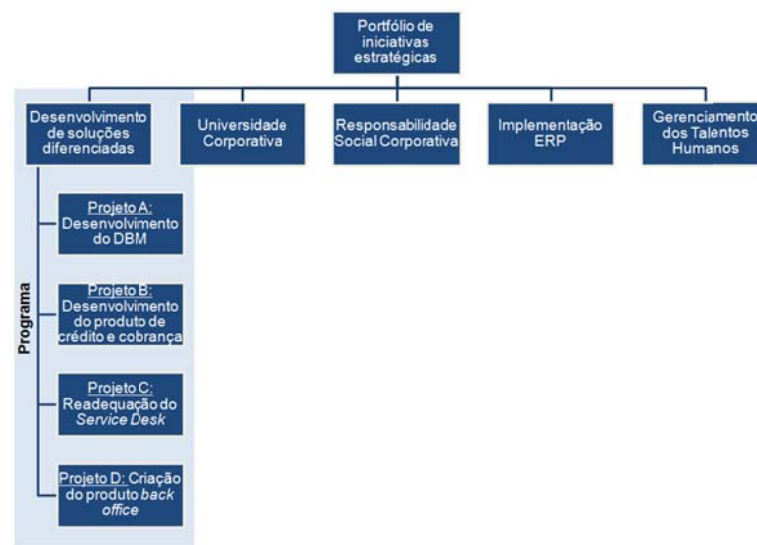 Portfólio de
iniciativas
estratégicas
Desenvolvimento
de soluções
diferenciadas
Universidade
Corporativa
Responsabilidade
Social Corporativa
Implementação
ERP
Gerenciamento
dos Talentos
Humanos
Programa
Projeto A:
Desenvolvimento
do DBM
Projeto B:
Desenvolvimento
do produto de
crédito e cobrança
Projeto C:
Readequação do
Service Desk
Projeto D: Criação
do produto back
office